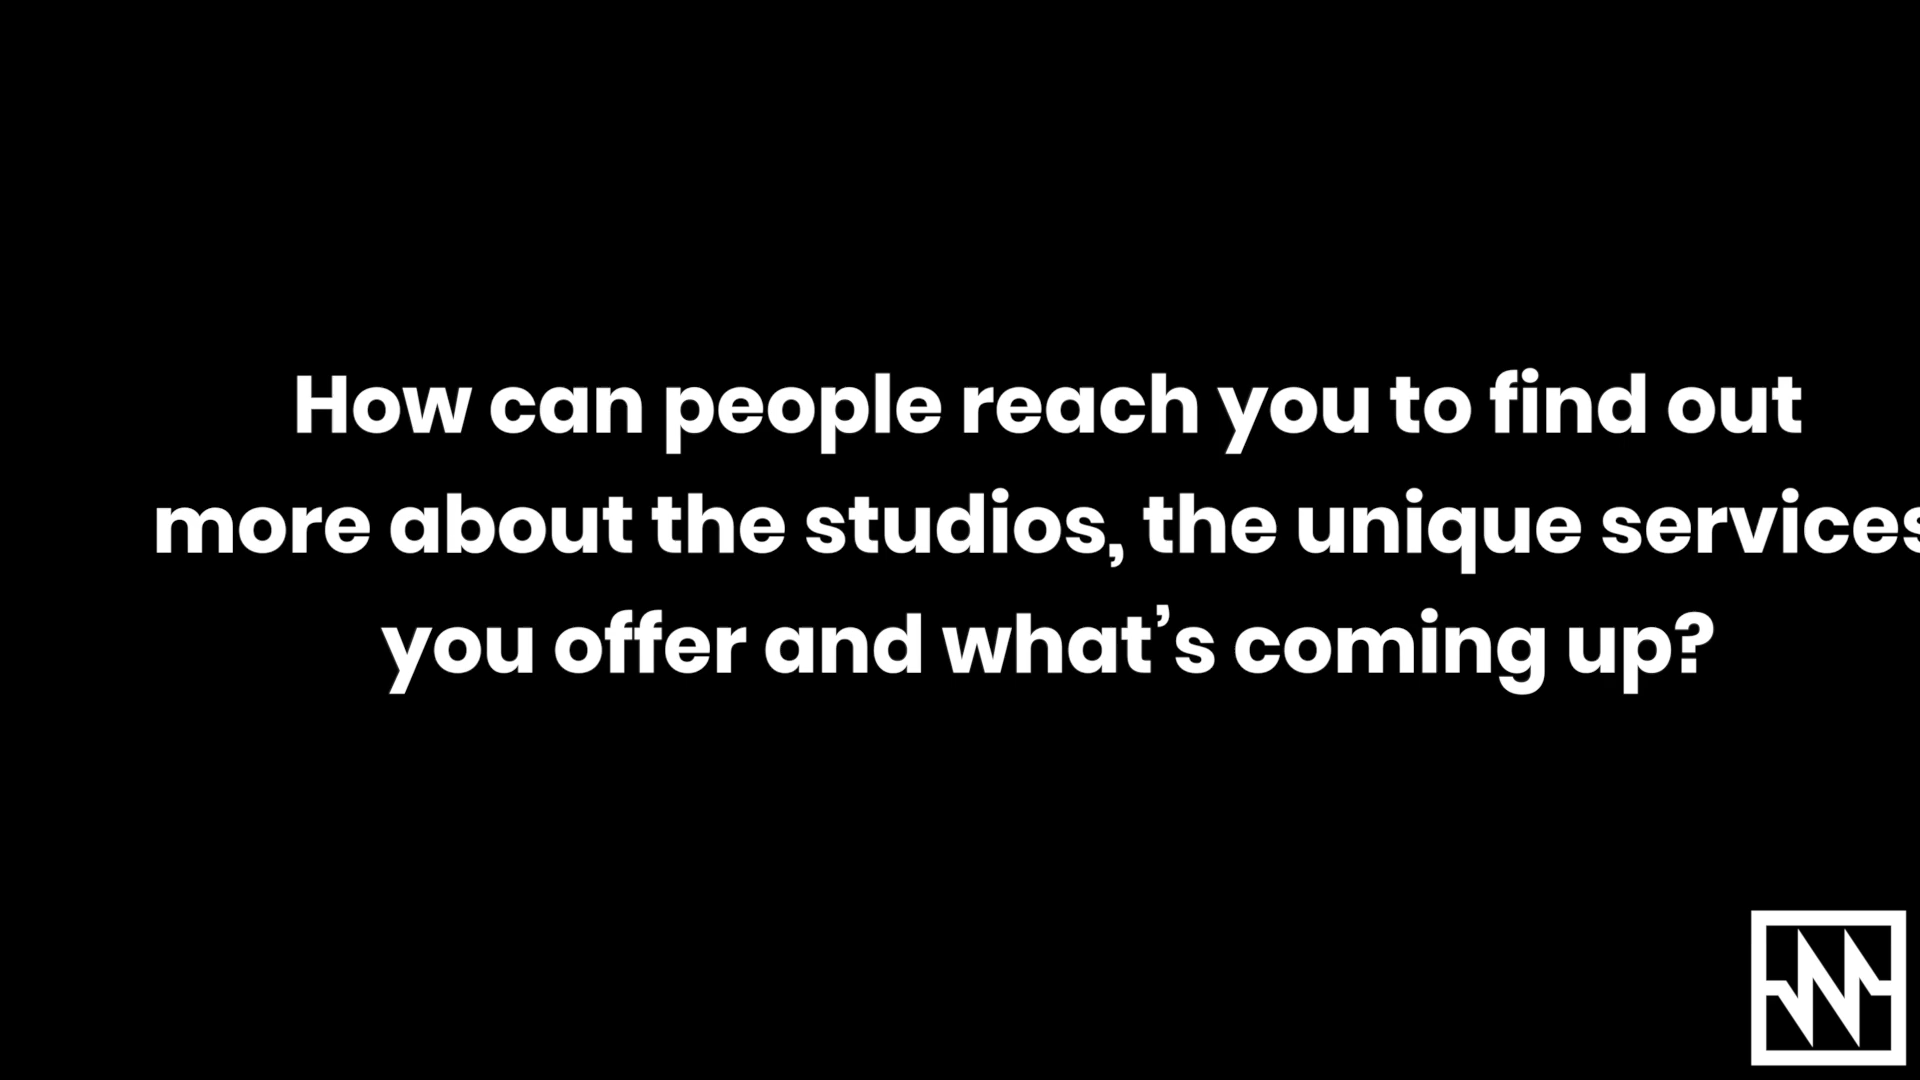 How can people reach you to find out
more about the studios, the unique services
you offer and what’s coming up?